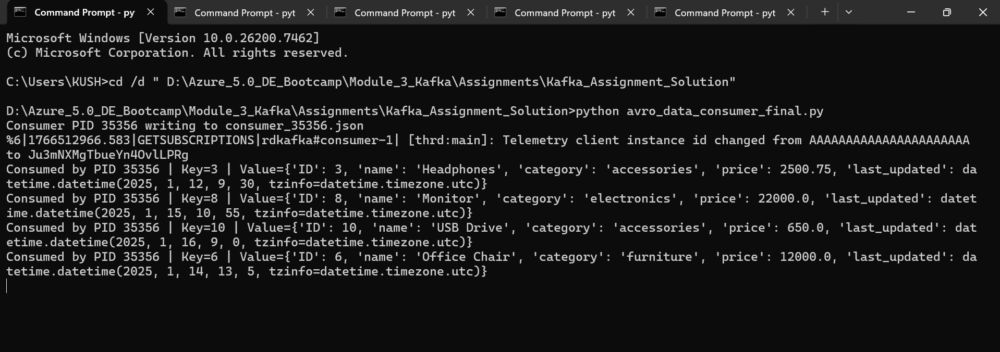 Command Prompt - py
Command Prompt - pyt
Command Prompt - pyt
Command Prompt - pyt
Command Prompt - pyt
Microsoft Windows [Version 10.0.26200.7462]
(c) Microsoft Corporation. All rights reserved.
C:\Users\KUSH>cd /d " D:\Azure_5.0_DE_Bootcamp\Module_3_Kafka\Assignments\Kafka_Assignment_Solution"
D:\Azure_5.0_DE_Bootcamp\Module_3_Kafka\Assignments\Kafka_Assignment_Solution>python avro_data_consumer_final.py
Consumer PID 35356 writing to consumer_35356.json
%6|1766512966.583|GETSUBSCRIPTIONS|rdkafka#consumer-1| [thrd:main]: Telemetry client instance id changed from AAAAAAAAAAAAAAAAAAAAAA
to Ju3mNXMgTbueYn4OvlLPRg
Consumed by PID 35356 | Key=3 | Value={'ID': 3, 'name': 'Headphones', 'category': 'accessories', 'price': 2500.75, 'last_updated': da
tetime.datetime(2025, 1, 12, 9, 30, tzinfo=datetime.timezone.utc)}
Consumed by PID 35356 | Key=8 | Value={'ID': 8, 'name': 'Monitor', 'category': 'electronics', 'price': 22000.0, 'last_updated': datet
ime.datetime(2025, 1, 15, 10, 55, tzinfo=datetime.timezone.utc)}
Consumed by PID 35356 | Key=10 | Value={'ID': 10, 'name': 'USB Drive', 'category': 'accessories', 'price': 650.0, 'last_updated': dat
etime.datetime(2025, 1, 16, 9, 0, tzinfo=datetime.timezone.utc)}
Consumed by PID 35356 | Key=6 | Value={'ID': 6, 'name': 'Office Chair', 'category': 'furniture', 'price': 12000.0, 'last_updated': da
tetime.datetime(2025, 1, 14, 13, 5, tzinfo=datetime.timezone.utc)}